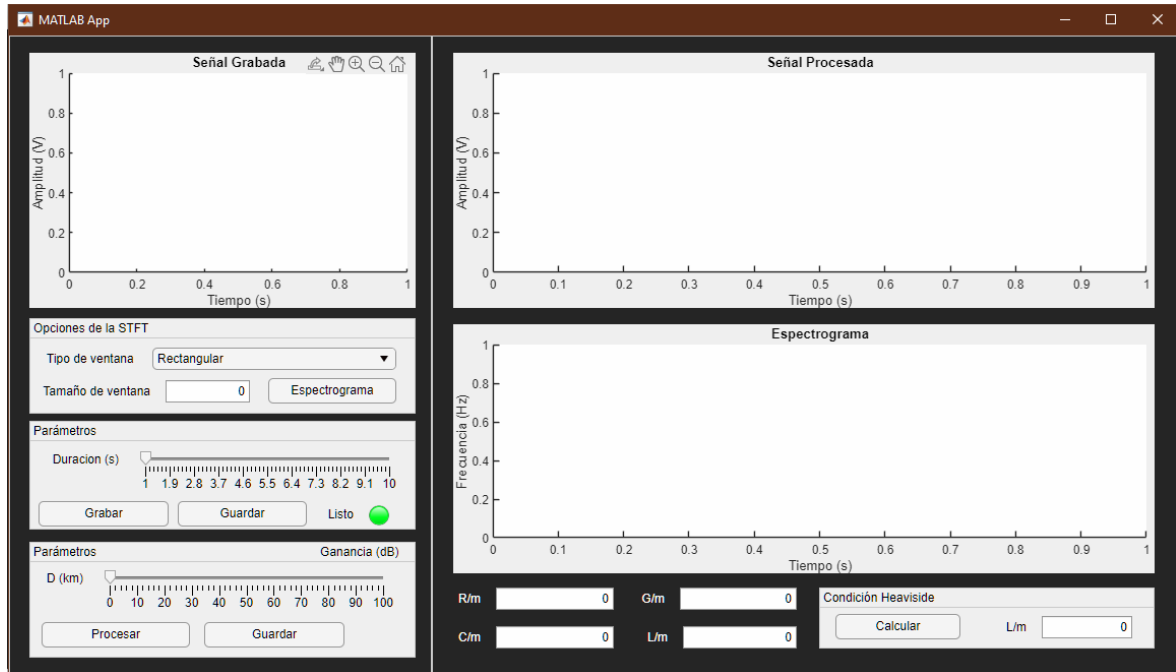 MATLAB App
Señal Grabada
1
0.8
0.6
0.4
0.2
0
Amplitud (V)
0 0.2 0.4 0.6 0.8 1
Tiempo (s)
Opciones de la STFT
Tipo de ventana Rectangular
Tamaño de ventana 0 Espectrograma
Parámetros
Duracion (s)
1 1.9 2.8 3.7 4.6 5.5 6.4 7.3 8.2 9.1 10
Grabar Guardar Listo
Parámetros Ganancia (dB)
D (km)
0 10 20 30 40 50 60 70 80 90 100
Procesar Guardar
Señal Procesada
1
0.8
0.6
0.4
0.2
0
Amplitud (V)
0 0.1 0.2 0.3 0.4 0.5 0.6 0.7 0.8 0.9 1
Tiempo (s)
Espectrograma
1
0.8
0.6
0.4
0.2
0
Frecuencia (Hz)
0 0.1 0.2 0.3 0.4 0.5 0.6 0.7 0.8 0.9 1
Tiempo (s)
R/m 0 G/m 0
C/m 0 L/m 0
Condición Heaviside
Calcular L/m 0